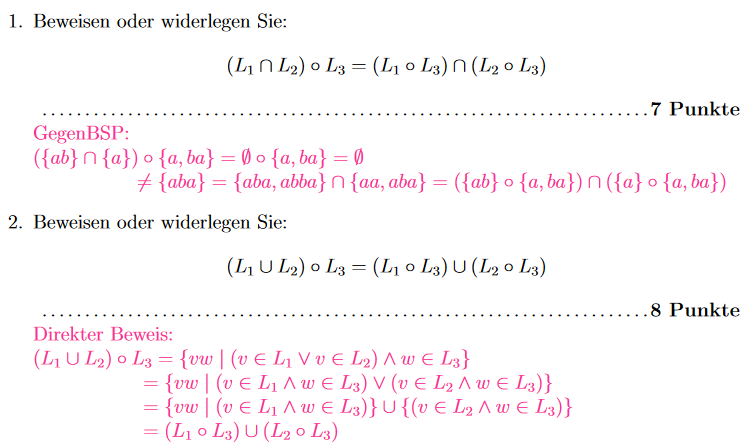 1. Beweisen oder widerlegen Sie:
(L₁ ∩ L₂) ∘ L₃ = (L₁ ∘ L₃) ∩ (L₂ ∘ L₃)
........................................................................7 Punkte
GegenBSP:
({ab} ∩ {a}) ∘ {a, ba} = ∅ ∘ {a, ba} = ∅
≠ {aba} = {aba, abba} ∩ {aa, aba} = ({ab} ∘ {a, ba}) ∩ ({a} ∘ {a, ba})
2. Beweisen oder widerlegen Sie:
(L₁ ∪ L₂) ∘ L₃ = (L₁ ∘ L₃) ∪ (L₂ ∘ L₃)
........................................................................8 Punkte
Direkter Beweis:
(L₁ ∪ L₂) ∘ L₃ = {vw | (v ∈ L₁ ∨ v ∈ L₂) ∧ w ∈ L₃}
= {vw | (v ∈ L₁ ∧ w ∈ L₃) ∨ (v ∈ L₂ ∧ w ∈ L₃)}
= {vw | (v ∈ L₁ ∧ w ∈ L₃)} ∪ {(v ∈ L₂ ∧ w ∈ L₃)}
= (L₁ ∘ L₃) ∪ (L₂ ∘ L₃)